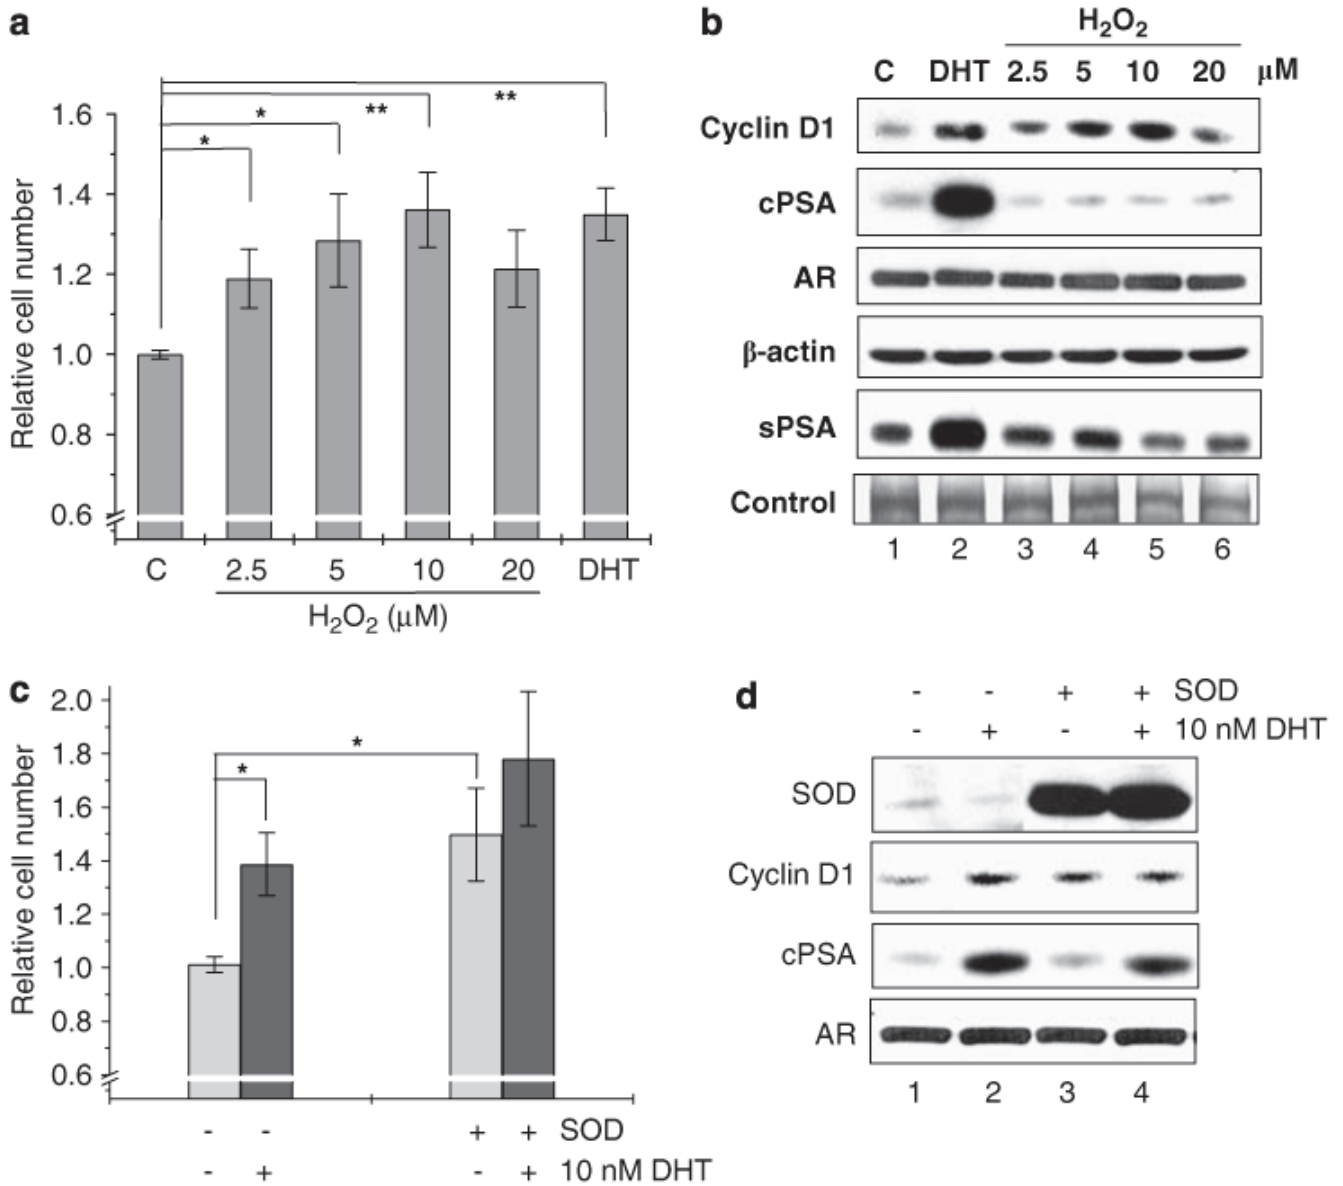 a
1.6
1.4
1.2
1.0
0.8
0.6
Relative cell number
* * ** **
C 2.5 5 10 20 DHT
H₂O₂ (μM)
b
H₂O₂
C DHT 2.5 5 10 20 μM
Cyclin D1
cPSA
AR
β-actin
sPSA
Control
1 2 3 4 5 6
c
2.0
1.8
1.6
1.4
1.2
1.0
0.8
0.6
Relative cell number
* *
- - + + SOD
- + - + 10 nM DHT
d
- - + + SOD
- + - + 10 nM DHT
SOD
Cyclin D1
cPSA
AR
1 2 3 4